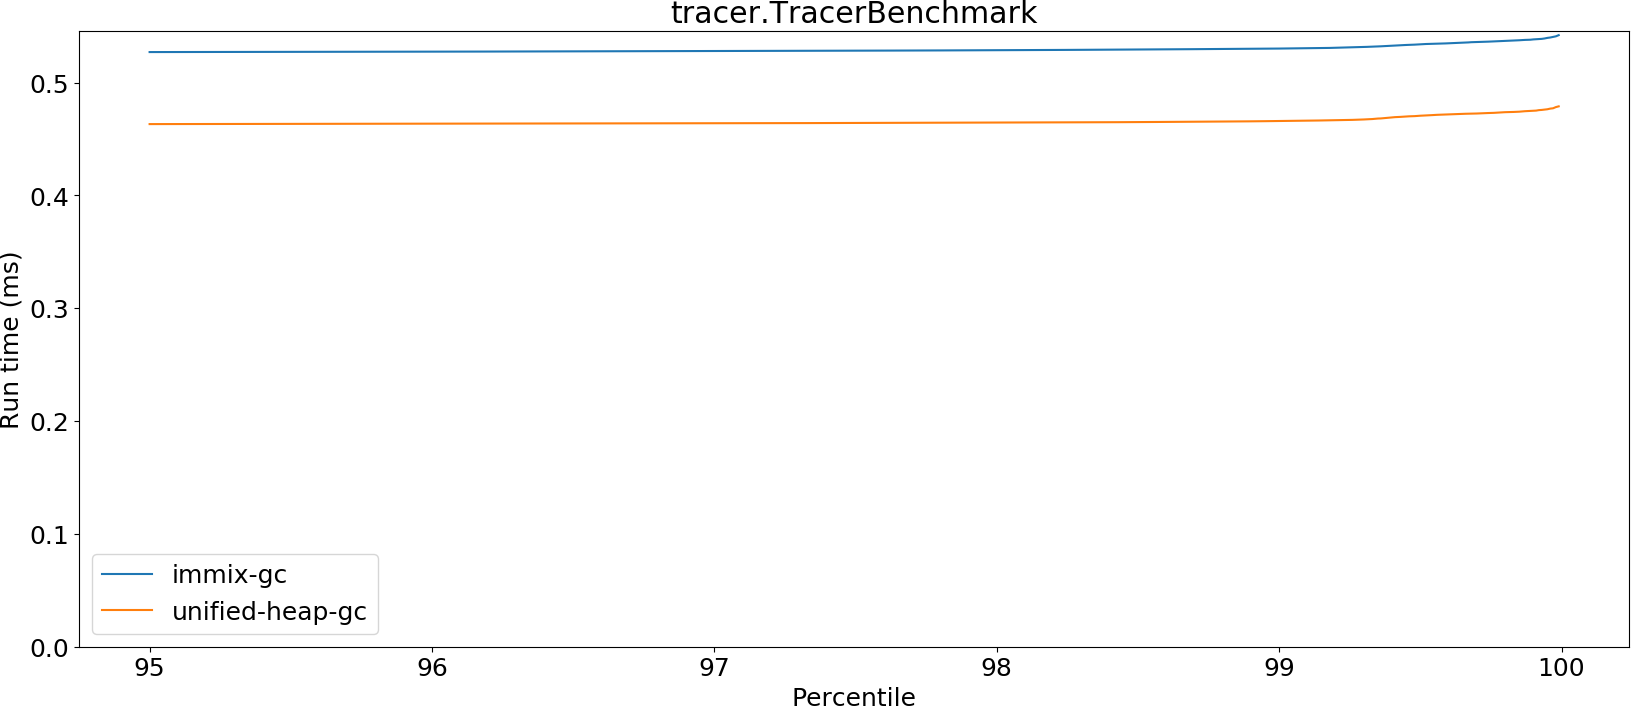 tracer.TracerBenchmark
Run time (ms)
0.5
0.4
0.3
0.2
0.1
0.0
immix-gc
unified-heap-gc
95 96 97 98 99 100
Percentile